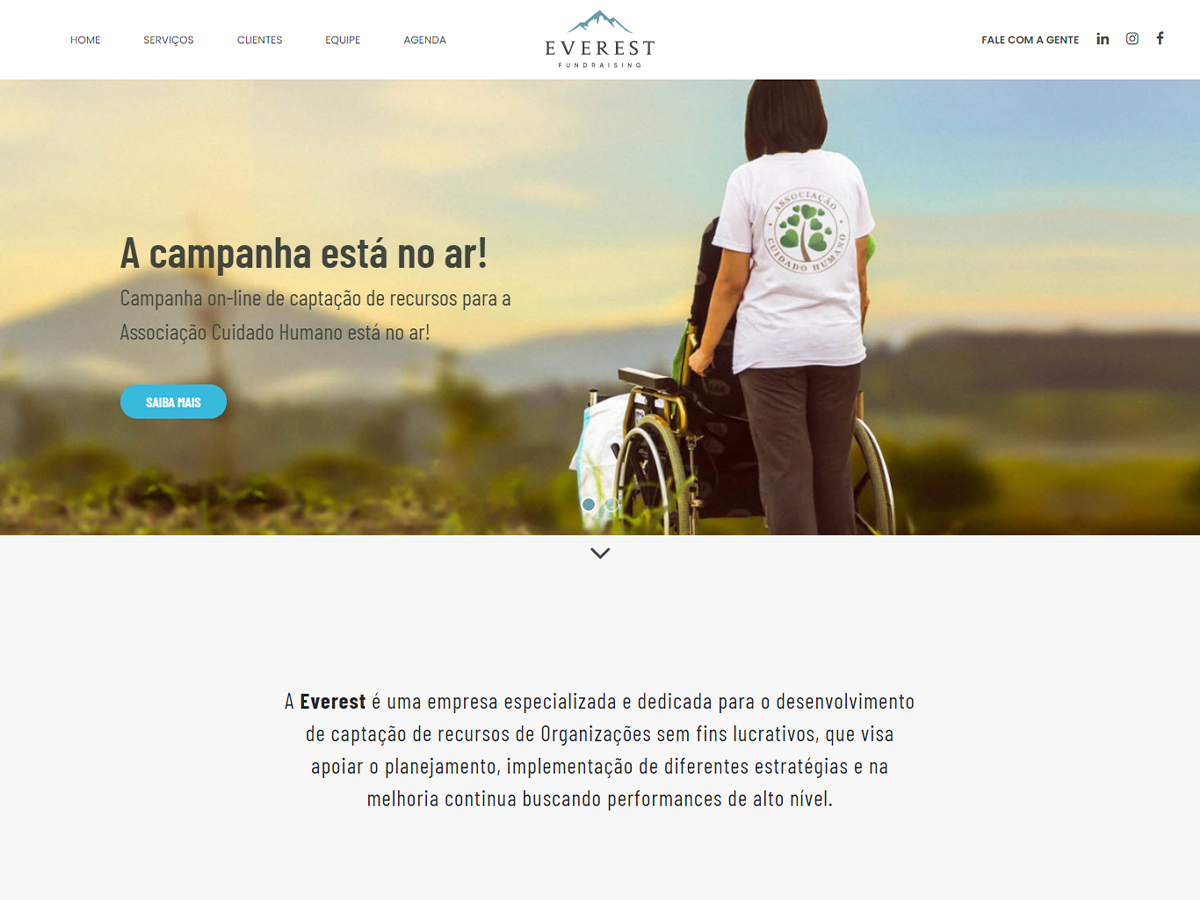 HOME
SERVIÇOS
CLIENTES
EQUIPE
AGENDA
EVEREST
FUNDRAISING
FALE COM A GENTE
ASSOCIAÇÃO
CUIDADO HUMANO
A campanha está no ar!
Campanha on-line de captação de recursos para a
Associação Cuidado Humano está no ar!
SAIBA MAIS
A Everest é uma empresa especializada e dedicada para o desenvolvimento
de captação de recursos de Organizações sem fins lucrativos, que visa
apoiar o planejamento, implementação de diferentes estratégias e na
melhoria continua buscando performances de alto nível.